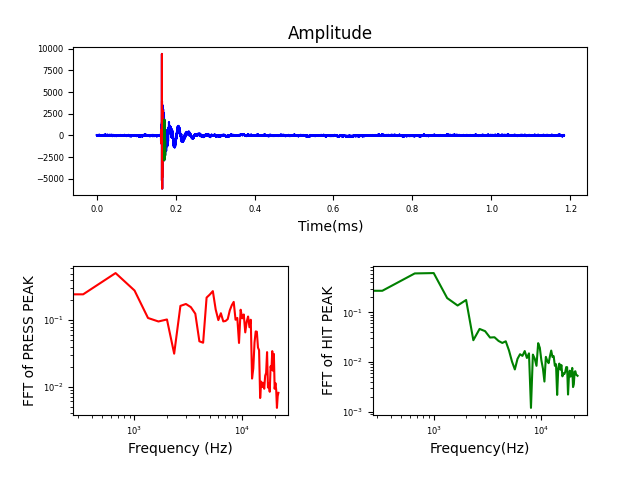 Amplitude
10000
7500
5000
2500
0
−2500
−5000
0.0 0.2 0.4 0.6 0.8 1.0 1.2
Time(ms)
FFT of PRESS PEAK
10⁻¹
10⁻²
10³ 10⁴
Frequency (Hz)
FFT of HIT PEAK
10⁻¹
10⁻²
10⁻³
10³ 10⁴
Frequency(Hz)